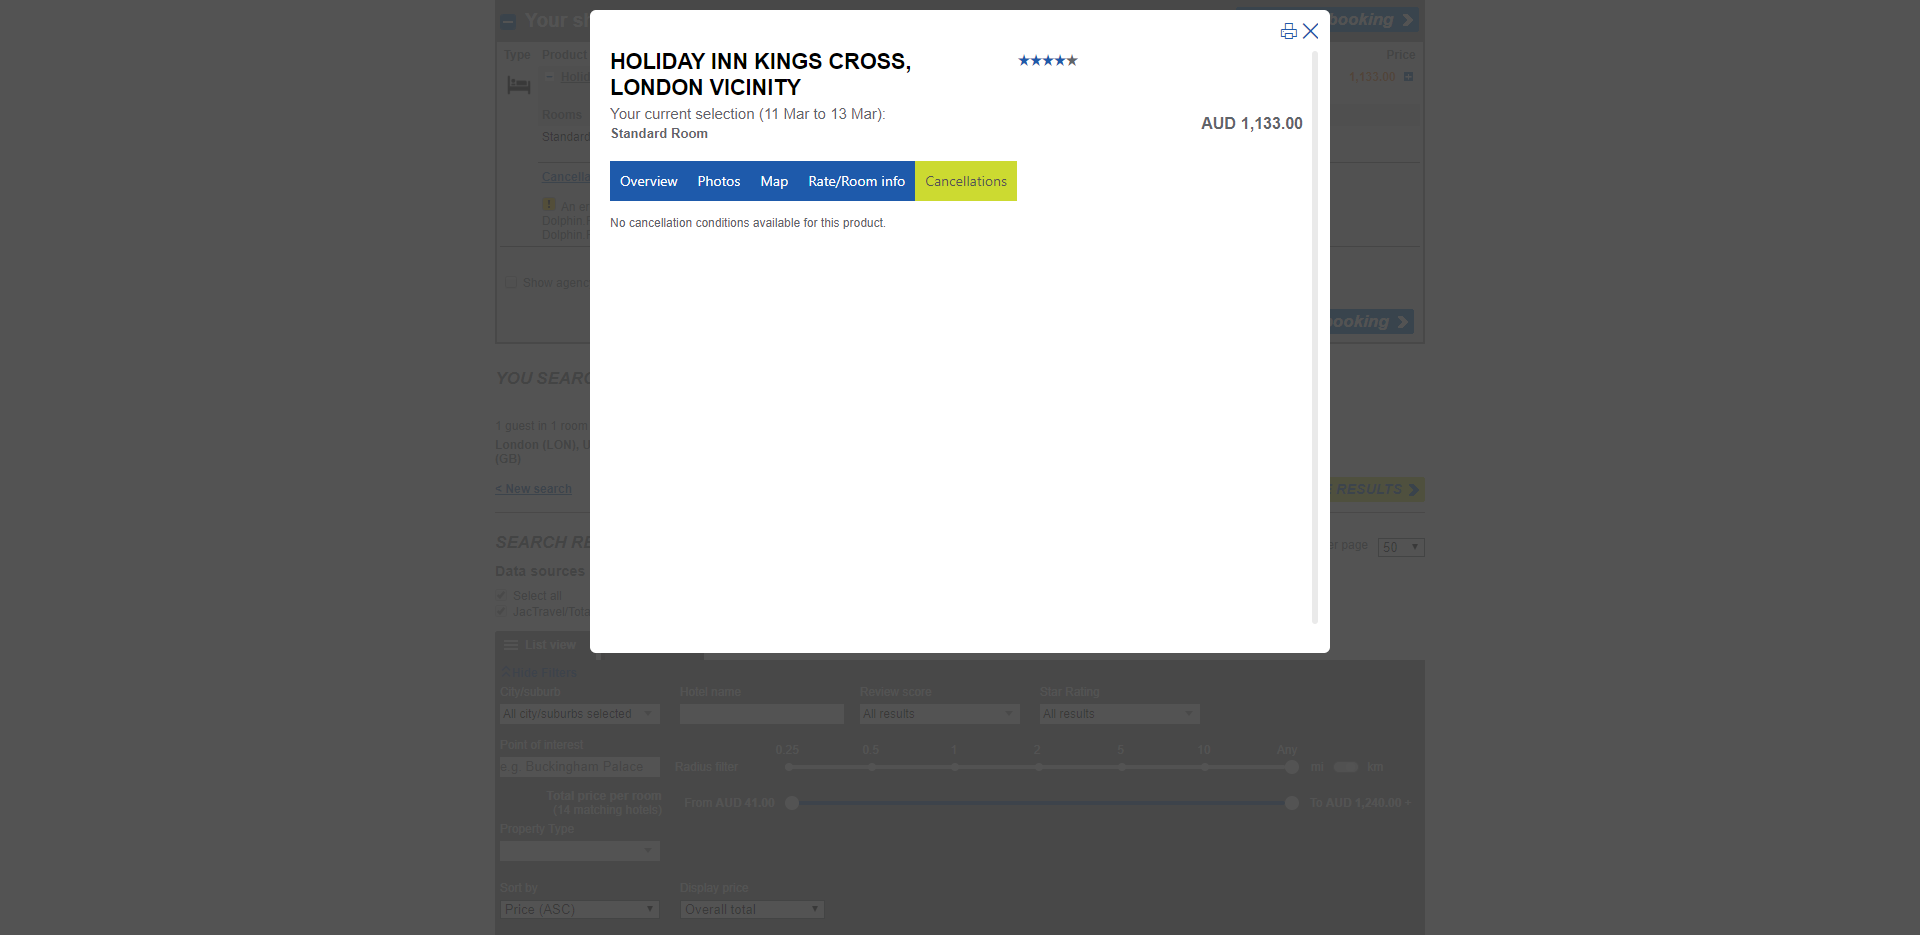 Your s
booking
Type Product Price
Holid 1,133.00
Rooms
Standard
Cancella
An er
Dolphin
Dolphin
Show agenc
booking
HOLIDAY INN KINGS CROSS,
LONDON VICINITY
Your current selection (11 Mar to 13 Mar):
Standard Room
AUD 1,133.00
Overview Photos Map Rate/Room info Cancellations
No cancellation conditions available for this product.
YOU SEARC
1 guest in 1 room
London (LON), U
(GB)
< New search
RESULTS
SEARCH RE
er page 50
Data sources
Select all
JacTravel/Tota
List view
Hide Filters
City/suburb Hotel name Review score Star Rating
All city/suburbs selected All results All results
Point of interest 0.25 0.5 1 2 5 10 Any
e.g. Buckingham Palace Radius filter mi km
Total price per room
(14 matching hotels)
From AUD 41.00 To AUD 1,240.00 +
Property Type
Sort by Display price
Price (ASC) Overall total